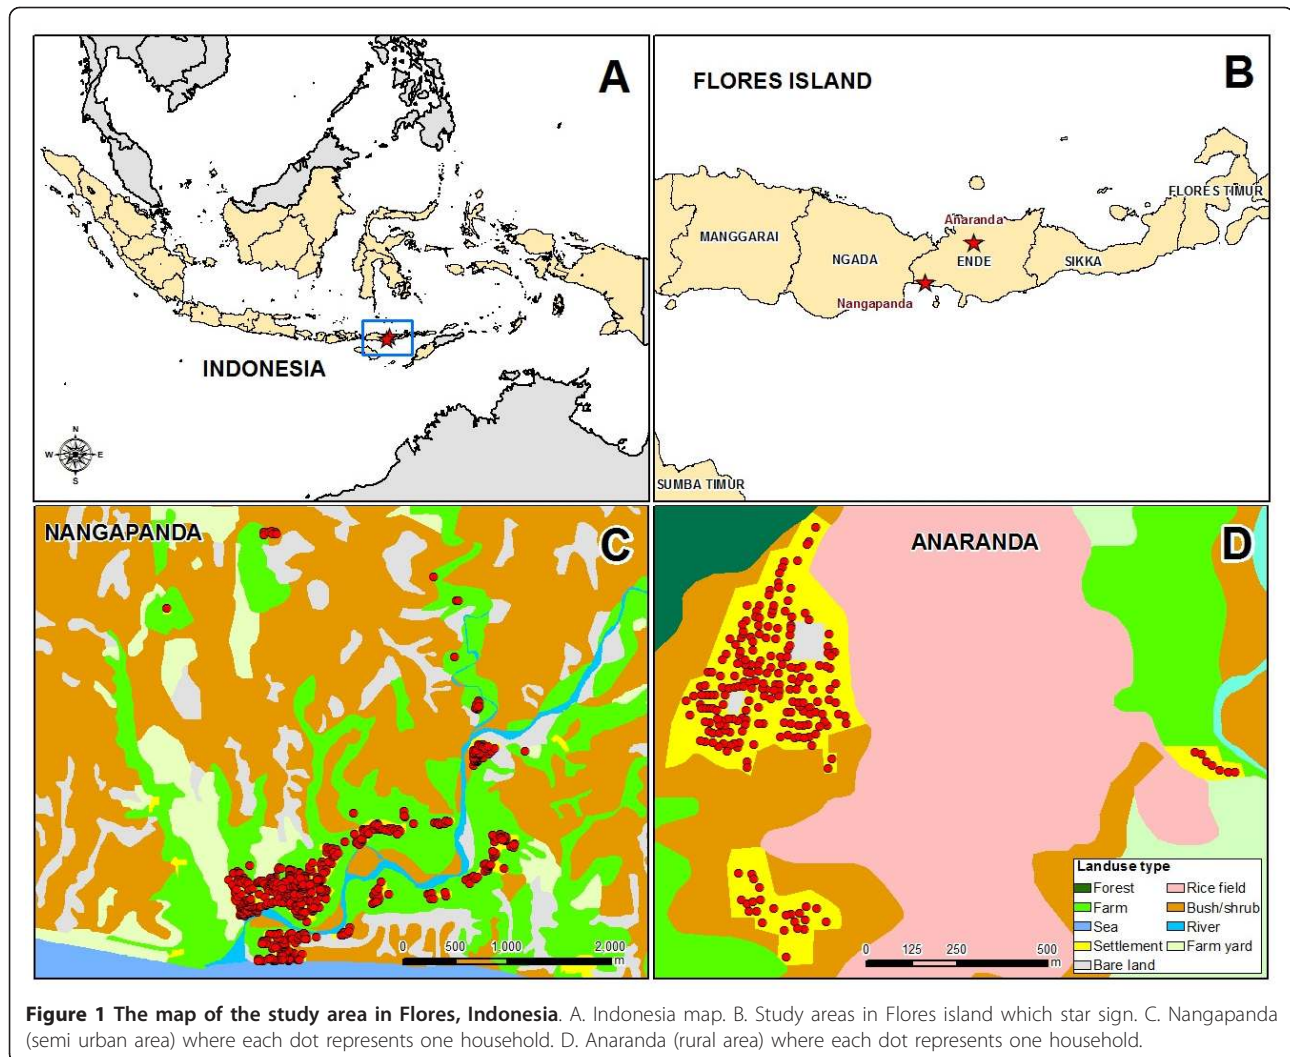 A
INDONESIA
N
W
E
S
B
FLORES ISLAND
FLORES TIMUR
Anaranda
MANGGARAI
NGADA
ENDE
SIKKA
Nangapanda
SUMBA TIMUR
NANGAPANDA
C
0 500 1,000 2,000
m
ANARANDA
D
0 125 250 500
m
Landuse type
Forest Rice field
Farm Bush/shrub
Sea River
Settlement Farm yard
Bare land
Figure 1 The map of the study area in Flores, Indonesia. A. Indonesia map. B. Study areas in Flores island which star sign. C. Nangapanda
(semi urban area) where each dot represents one household. D. Anaranda (rural area) where each dot represents one household.